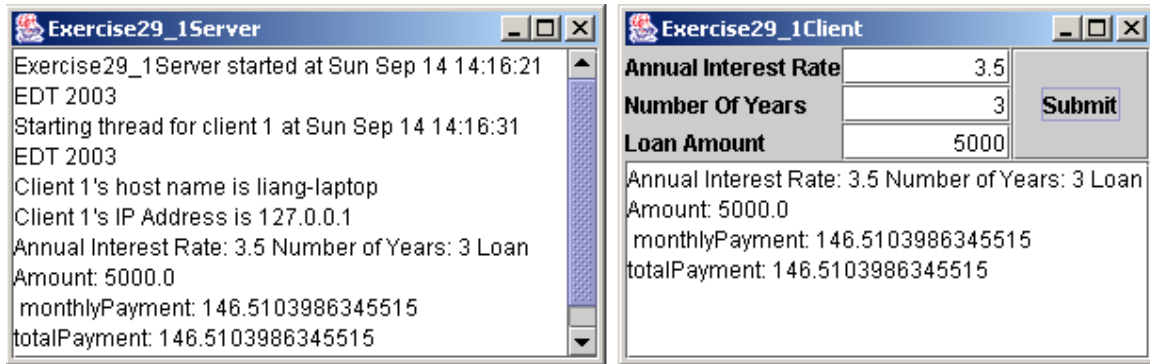 Exercise29_1Server
Exercise29_1Server started at Sun Sep 14 14:16:21
EDT 2003
Starting thread for client 1 at Sun Sep 14 14:16:31
EDT 2003
Client 1's host name is liang-laptop
Client 1's IP Address is 127.0.0.1
Annual Interest Rate: 3.5 Number of Years: 3 Loan
Amount: 5000.0
monthlyPayment: 146.5103986345515
totalPayment: 146.5103986345515
Exercise29_1Client
Annual Interest Rate 3.5
Number Of Years 3
Submit
Loan Amount 5000
Annual Interest Rate: 3.5 Number of Years: 3 Loan
Amount: 5000.0
monthlyPayment: 146.5103986345515
totalPayment: 146.5103986345515